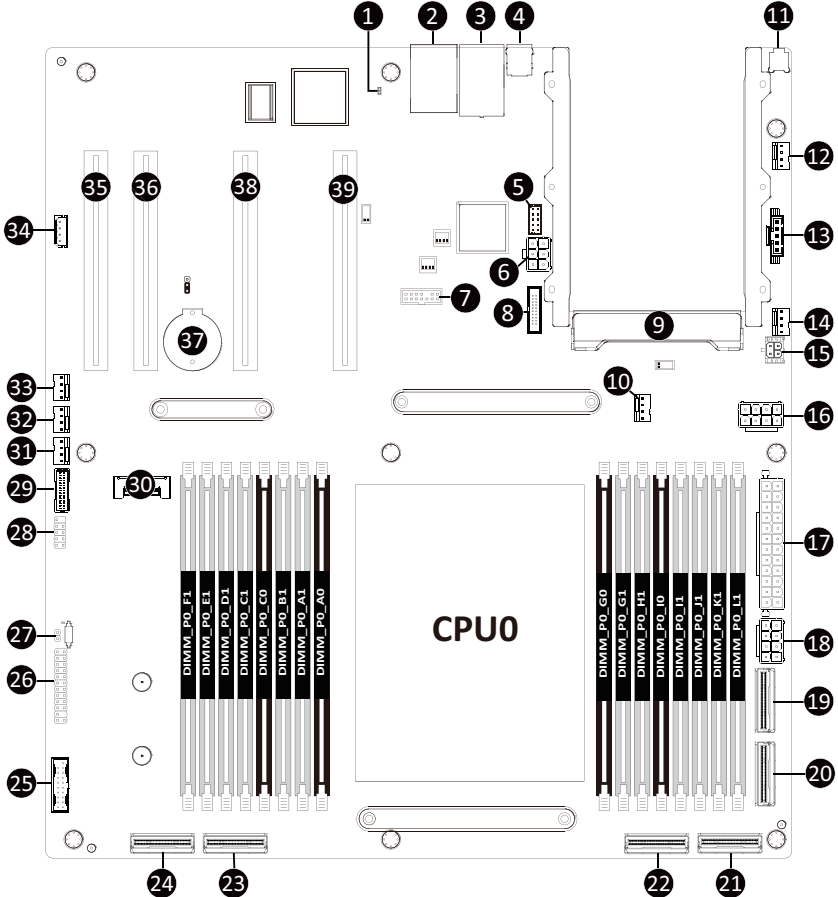 1
2
3
4
11
12
35
36
38
39
5
34
13
6
7
8
9
14
37
15
33
10
32
16
31
29
30
28
17
DIMM_P0_F1
DIMM_P0_E1
DIMM_P0_D1
DIMM_P0_C1
DIMM_P0_C0
DIMM_P0_B1
DIMM_P0_A1
DIMM_P0_A0
CPU0
DIMM_P0_G0
DIMM_P0_G1
DIMM_P0_H1
DIMM_P0_I0
DIMM_P0_I1
DIMM_P0_J1
DIMM_P0_K1
DIMM_P0_L1
27
18
26
19
20
25
24
23
22
21